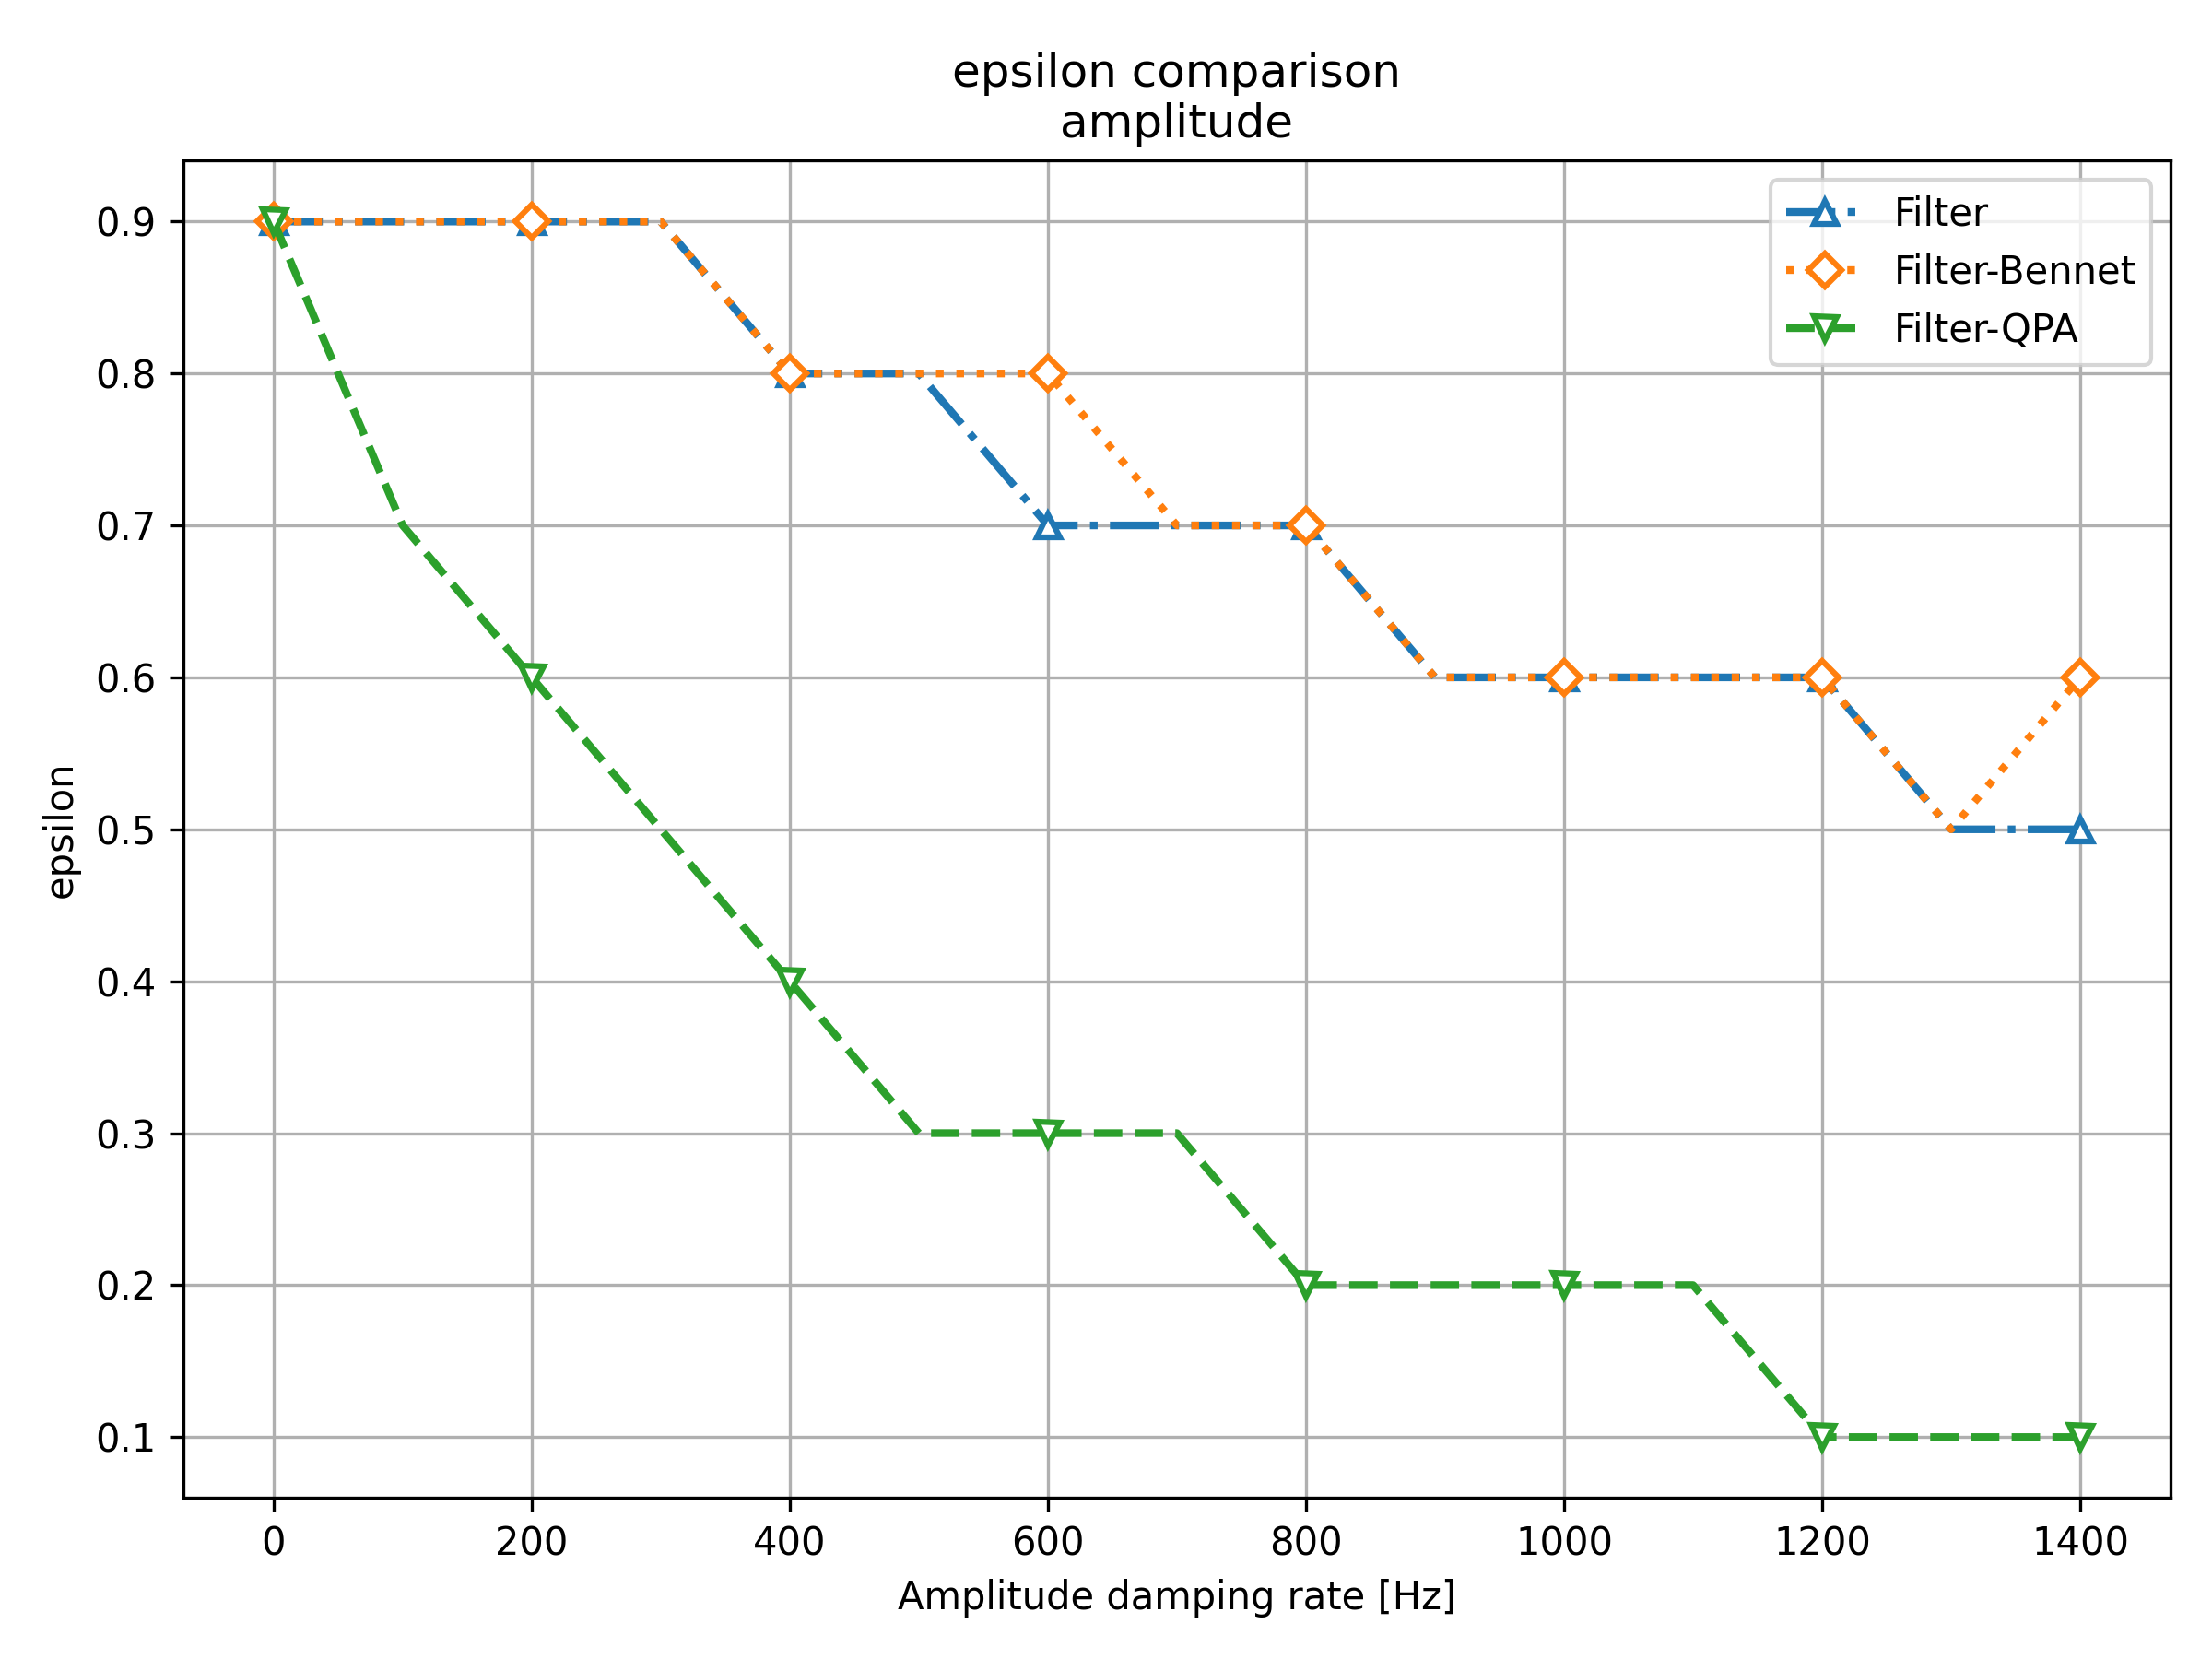 epsilon comparison
amplitude
Filter
Filter-Bennet
Filter-QPA
epsilon
0.9
0.8
0.7
0.6
0.5
0.4
0.3
0.2
0.1
0 200 400 600 800 1000 1200 1400
Amplitude damping rate [Hz]